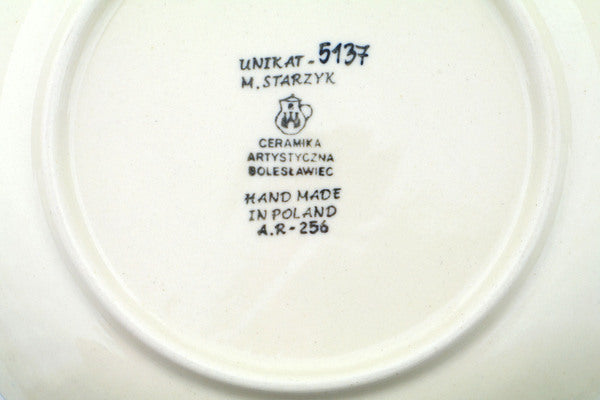 UNIKAT - 5137
M. STARZYK
CERAMIKA
ARTYSTYCZNA
BOLESŁAWIEC
HAND MADE
IN POLAND
A.R - 256